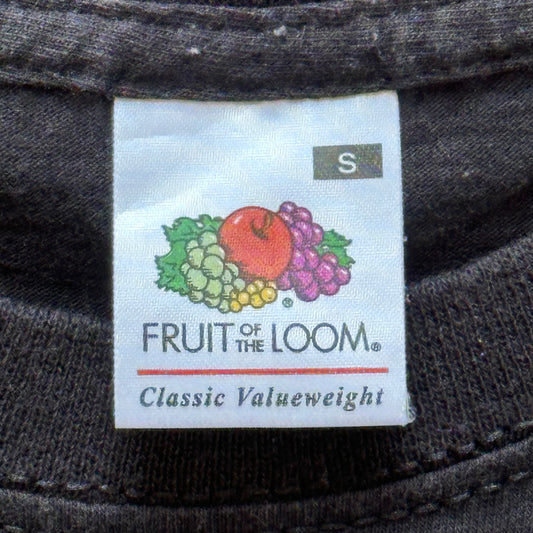 S
®
FRUIT OF THE LOOM®
Classic Valueweight